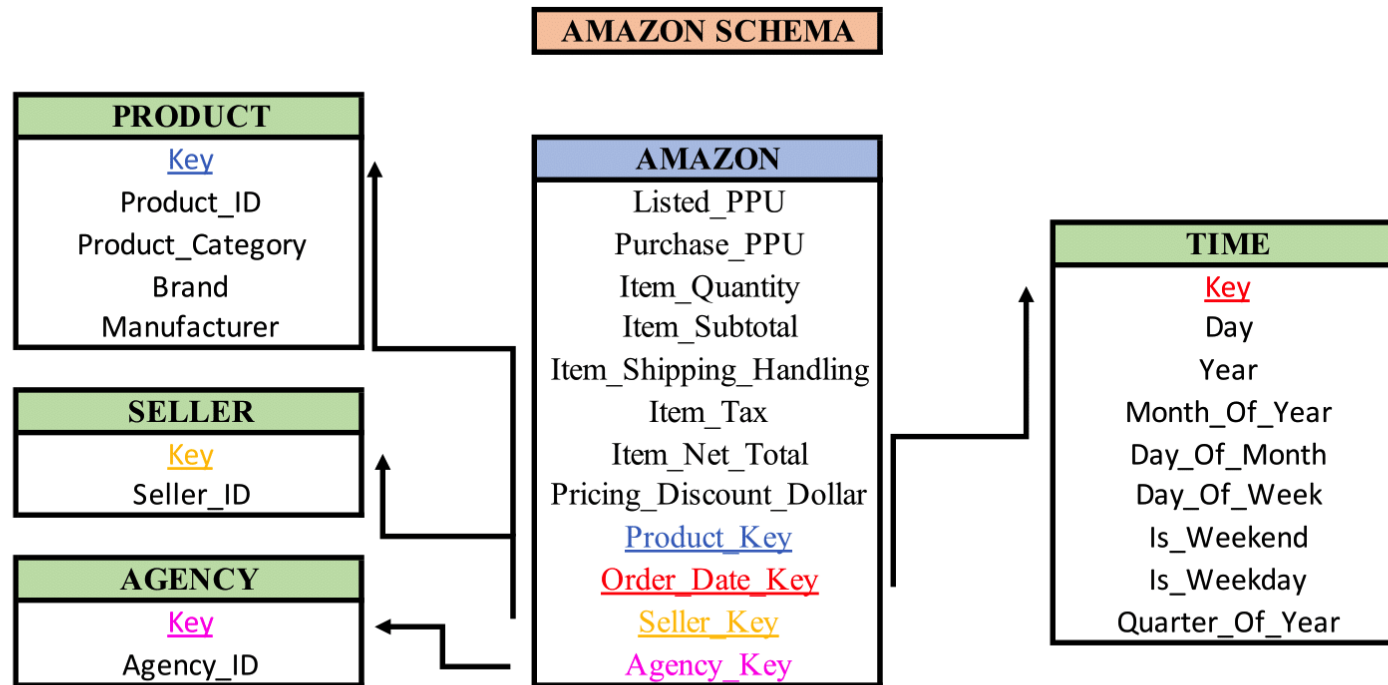 AMAZON SCHEMA
PRODUCT
Key
Product_ID
Product_Category
Brand
Manufacturer
SELLER
Key
Seller_ID
AGENCY
Key
Agency_ID
AMAZON
Listed_PPU
Purchase_PPU
Item_Quantity
Item_Subtotal
Item_Shipping_Handling
Item_Tax
Item_Net_Total
Pricing_Discount_Dollar
Product_Key
Order_Date_Key
Seller_Key
Agency_Key
TIME
Key
Day
Year
Month_Of_Year
Day_Of_Month
Day_Of_Week
Is_Weekend
Is_Weekday
Quarter_Of_Year